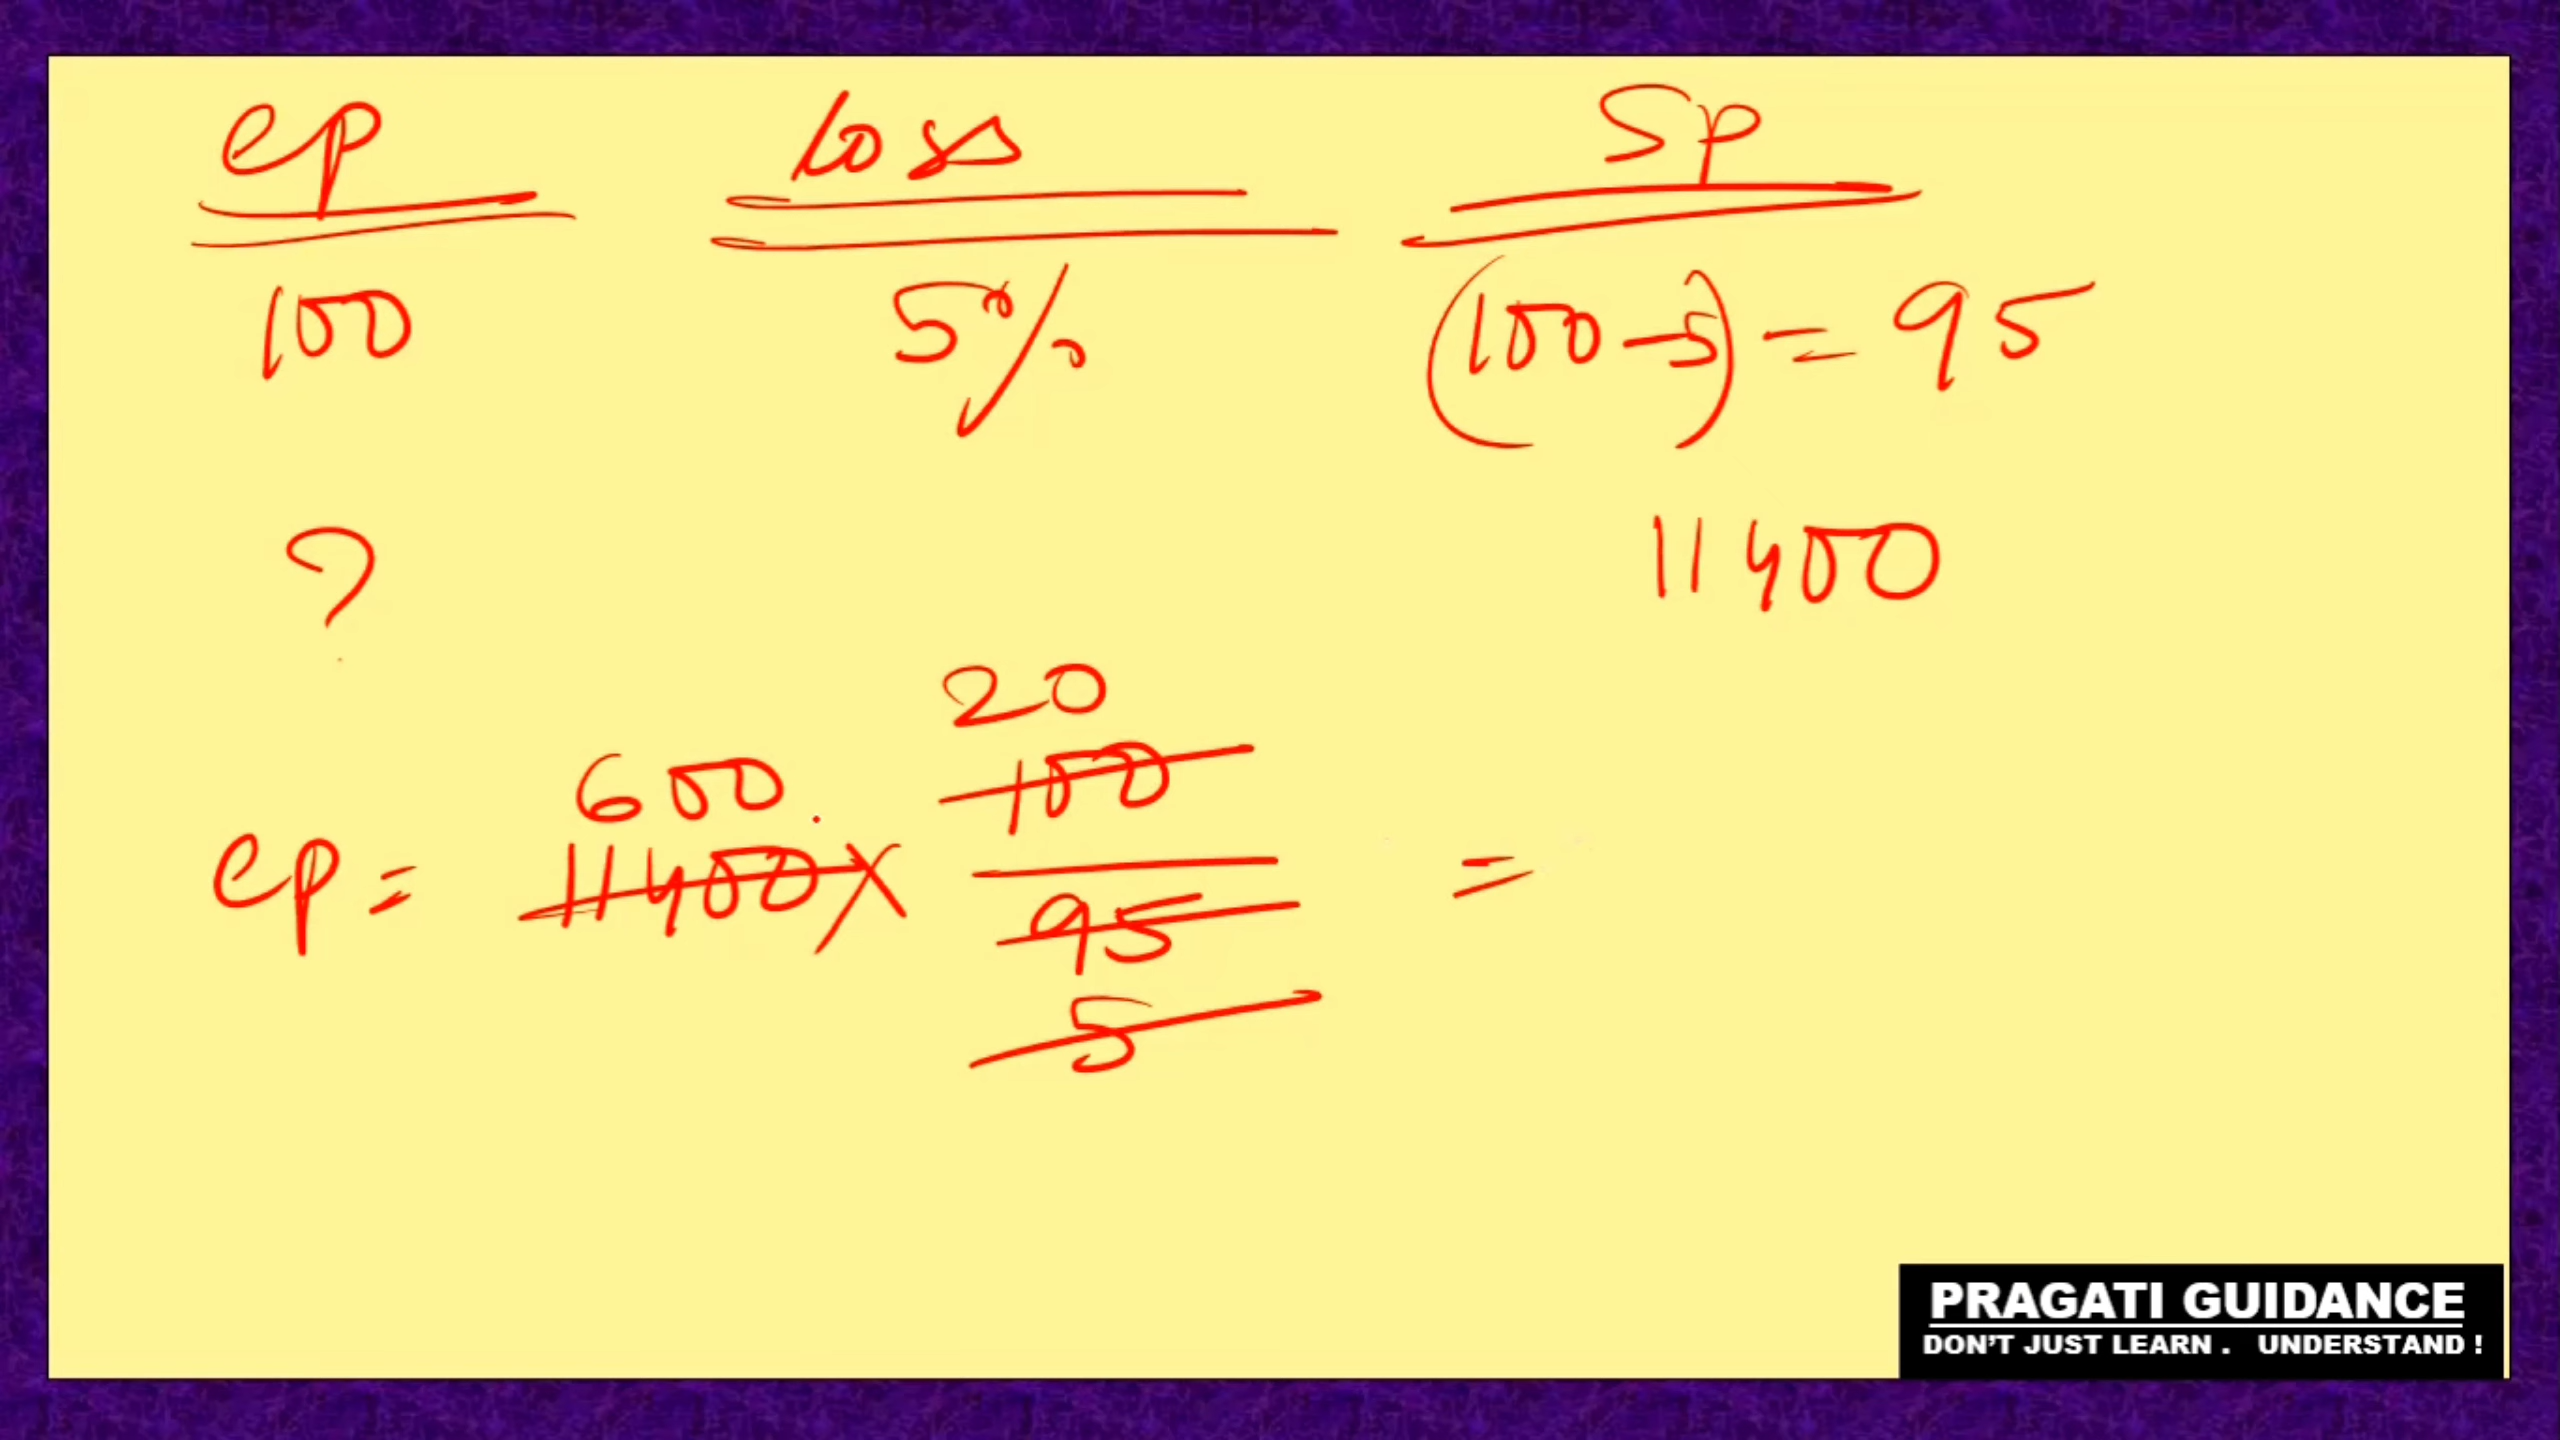 cp loss Sp
100 5% (100-5) = 95
? 11400
20
600 100
cp = 11400 × 95 =
5
PRAGATI GUIDANCE
DON'T JUST LEARN . UNDERSTAND !